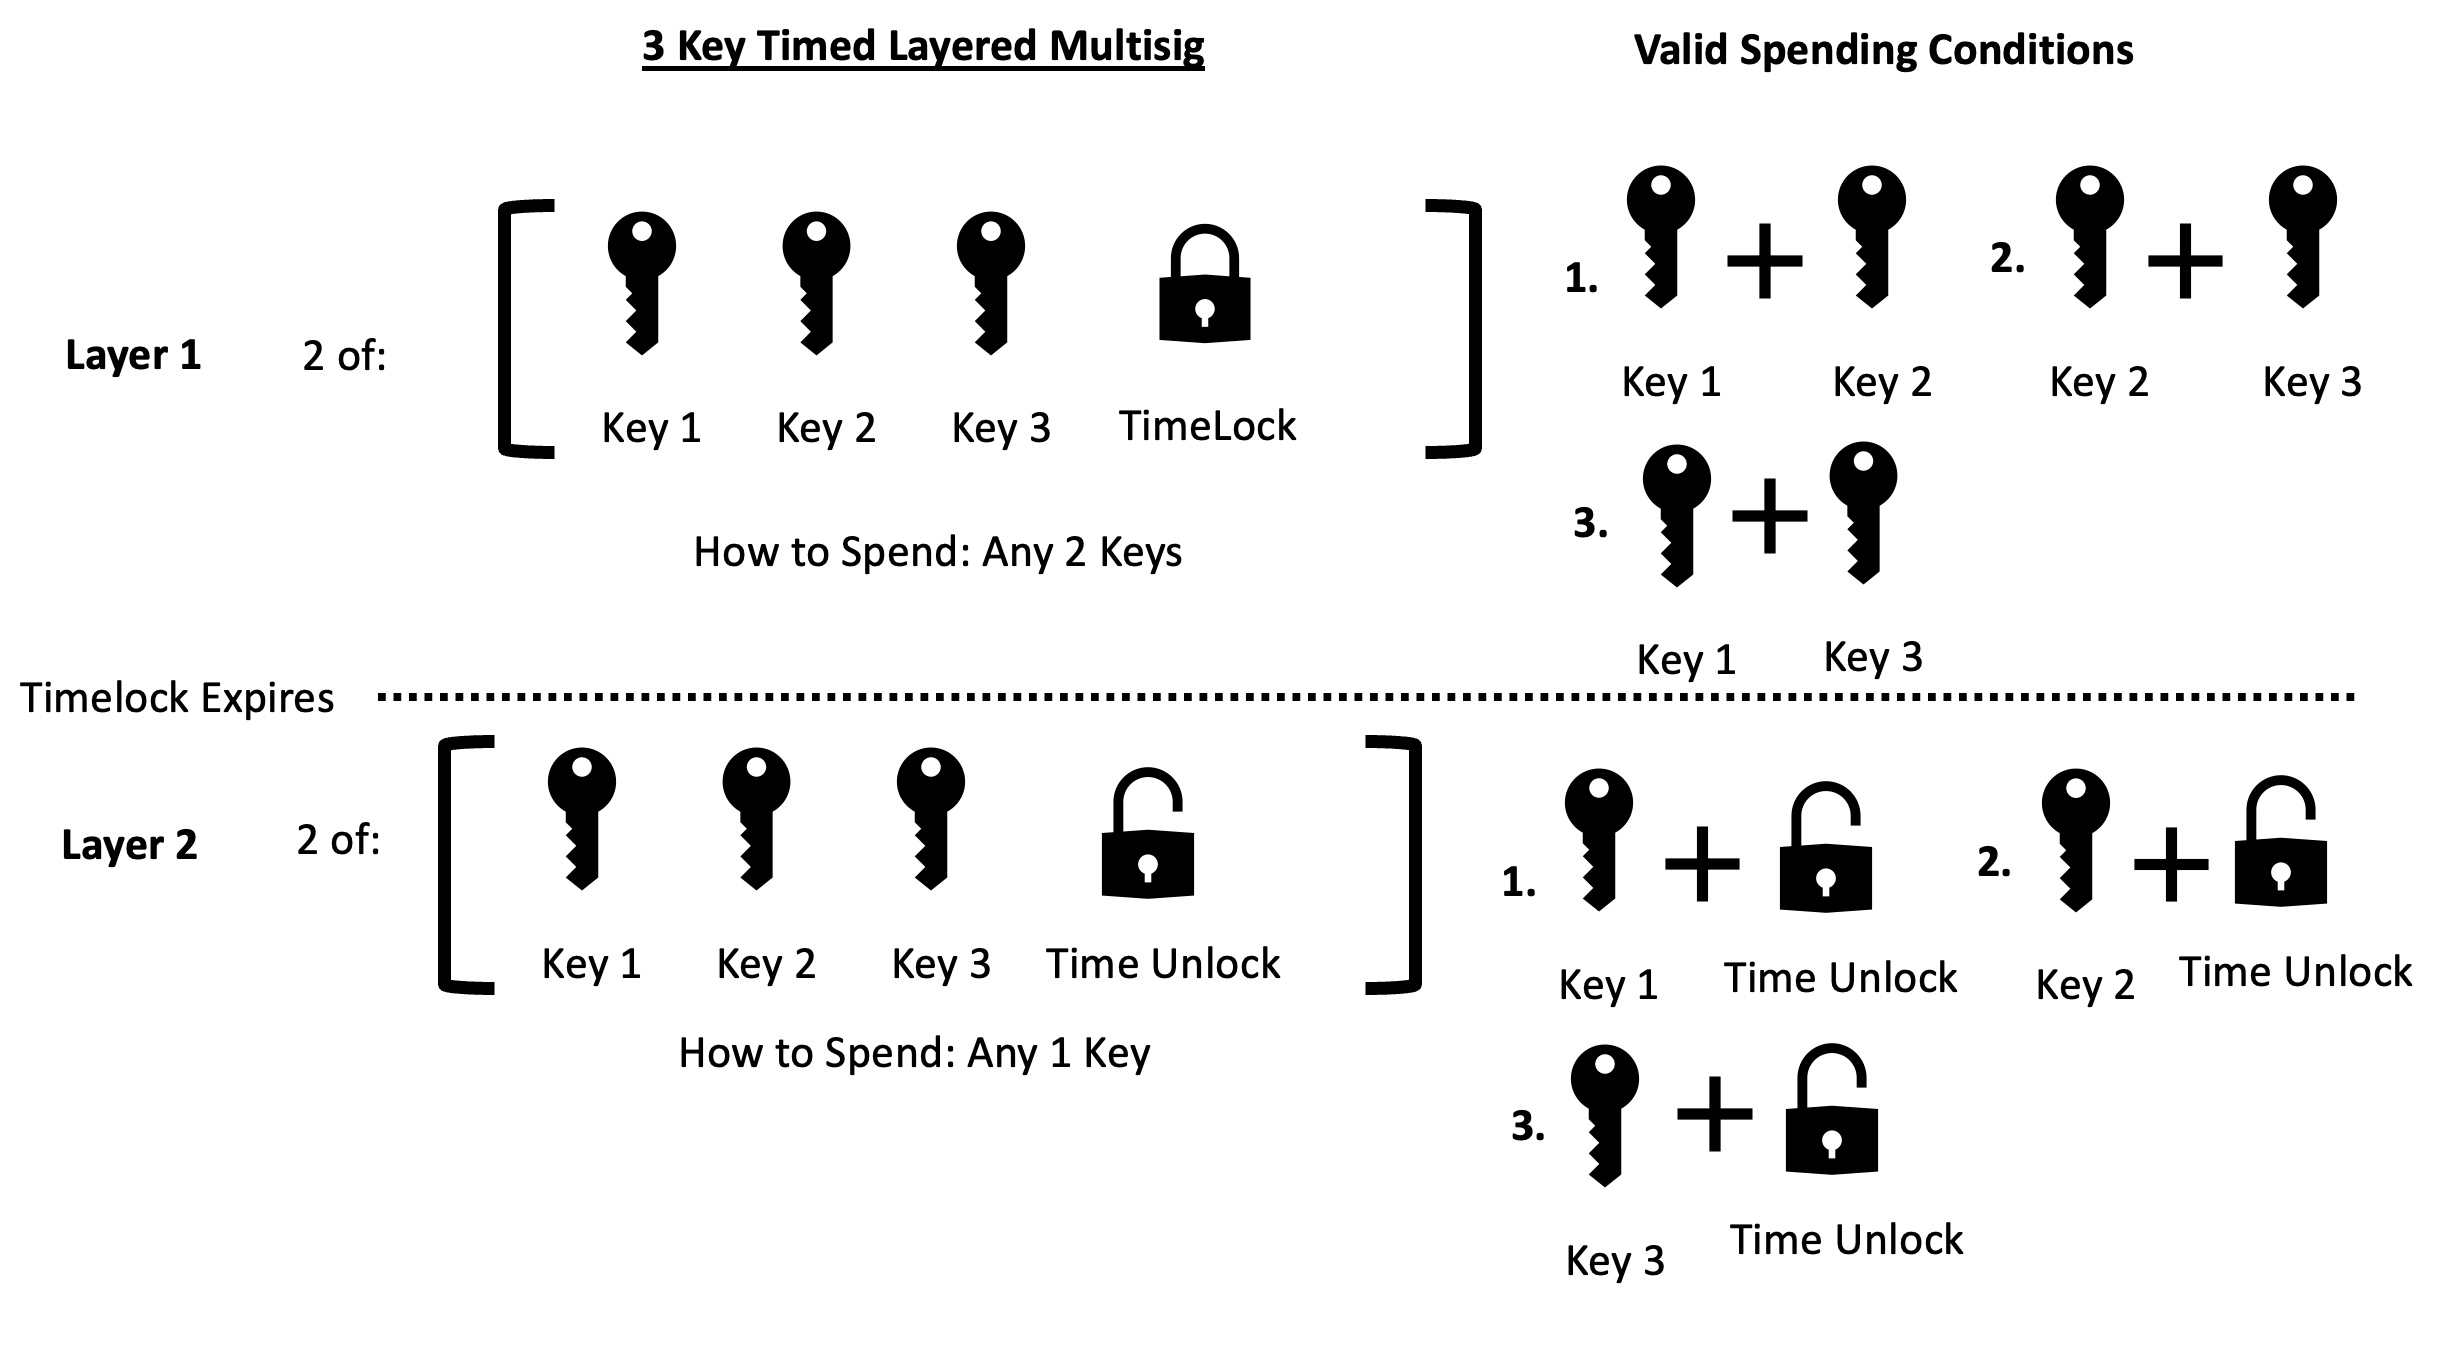 3 Key Timed Layered Multisig
Valid Spending Conditions
Layer 1
2 of:
Key 1
Key 2
Key 3
TimeLock
How to Spend: Any 2 Keys
1.
Key 1
Key 2
2.
Key 2
Key 3
3.
Key 1
Key 3
Timelock Expires
Layer 2
2 of:
Key 1
Key 2
Key 3
Time Unlock
How to Spend: Any 1 Key
1.
Key 1
Time Unlock
2.
Key 2
Time Unlock
3.
Key 3
Time Unlock